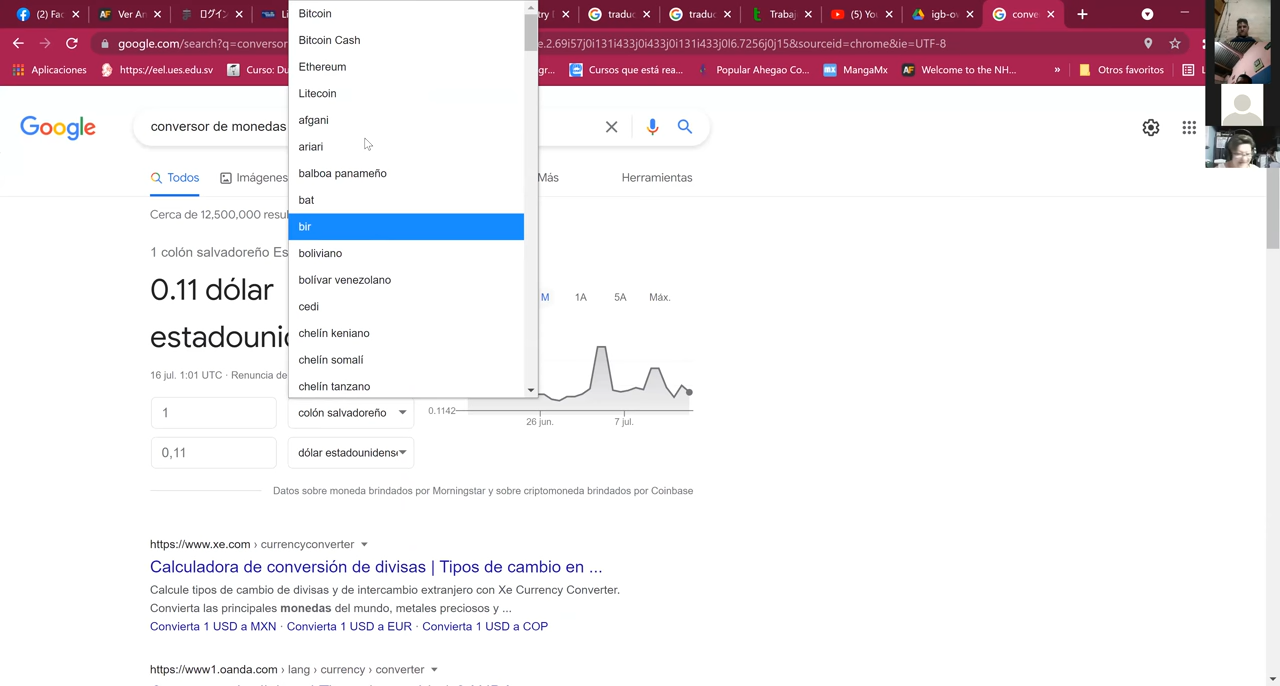 (2) Fac
Ver An
ログイン
Li
try E
traduc
traduc
Trabaj
(5) Yo
igb-ov
conve
google.com/search?q=conversor
e.2.69i57j0i131i433j0i433j0i131i433j0l6.7256j0j15&sourceid=chrome&ie=UTF-8
Aplicaciones
https://eel.ues.edu.sv
Curso: Du
gr...
Cursos que está rea...
Popular Ahegao Co...
MangaMx
Welcome to the NH...
»
Otros favoritos
Google
conversor de monedas
Todos
Imágenes
Más
Herramientas
Cerca de 12,500,000 resul
1 colón salvadoreño Es
0.11 dólar
estadounid
16 jul. 1:01 UTC · Renuncia de
Bitcoin
Bitcoin Cash
Ethereum
Litecoin
afgani
ariari
balboa panameño
bat
bir
boliviano
bolívar venezolano
cedi
chelín keniano
chelín somalí
chelín tanzano
M 1A 5A Máx.
0.1142
26 jun. 7 jul.
1 colón salvadoreño
0,11 dólar estadounidens
Datos sobre moneda brindados por Morningstar y sobre criptomoneda brindados por Coinbase
https://www.xe.com › currencyconverter
Calculadora de conversión de divisas | Tipos de cambio en ...
Calcule tipos de cambio de divisas y de intercambio extranjero con Xe Currency Converter.
Convierta las principales monedas del mundo, metales preciosos y ...
Convierta 1 USD a MXN · Convierta 1 USD a EUR · Convierta 1 USD a COP
https://www1.oanda.com › lang › currency › converter